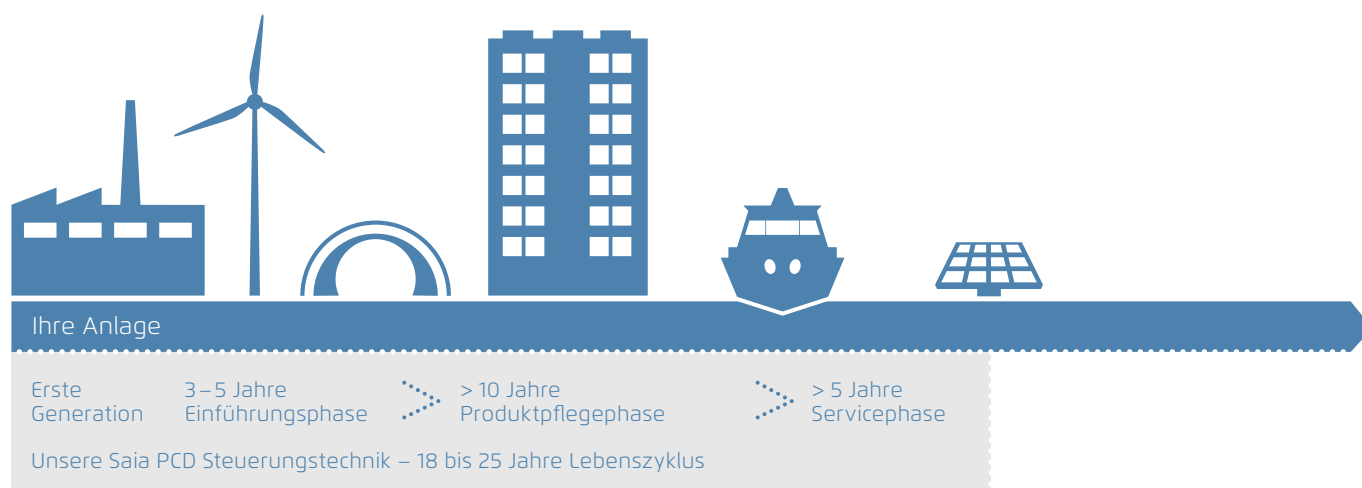 Ihre Anlage
Erste
Generation
3 – 5 Jahre
Einführungsphase
> 10 Jahre
Produktpflegephase
> 5 Jahre
Servicephase
Unsere Saia PCD Steuerungstechnik – 18 bis 25 Jahre Lebenszyklus